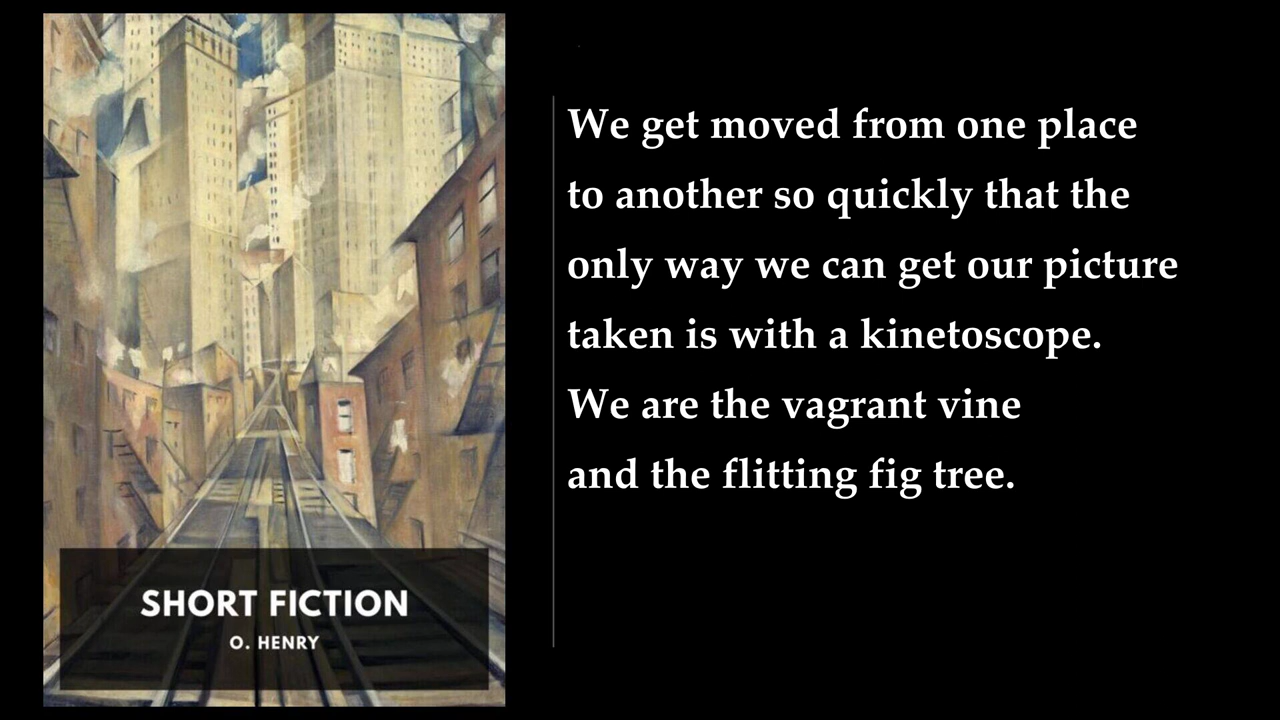 We get moved from one place
to another so quickly that the
only way we can get our picture
taken is with a kinetoscope.
We are the vagrant vine
and the flitting fig tree.
SHORT FICTION
O. HENRY